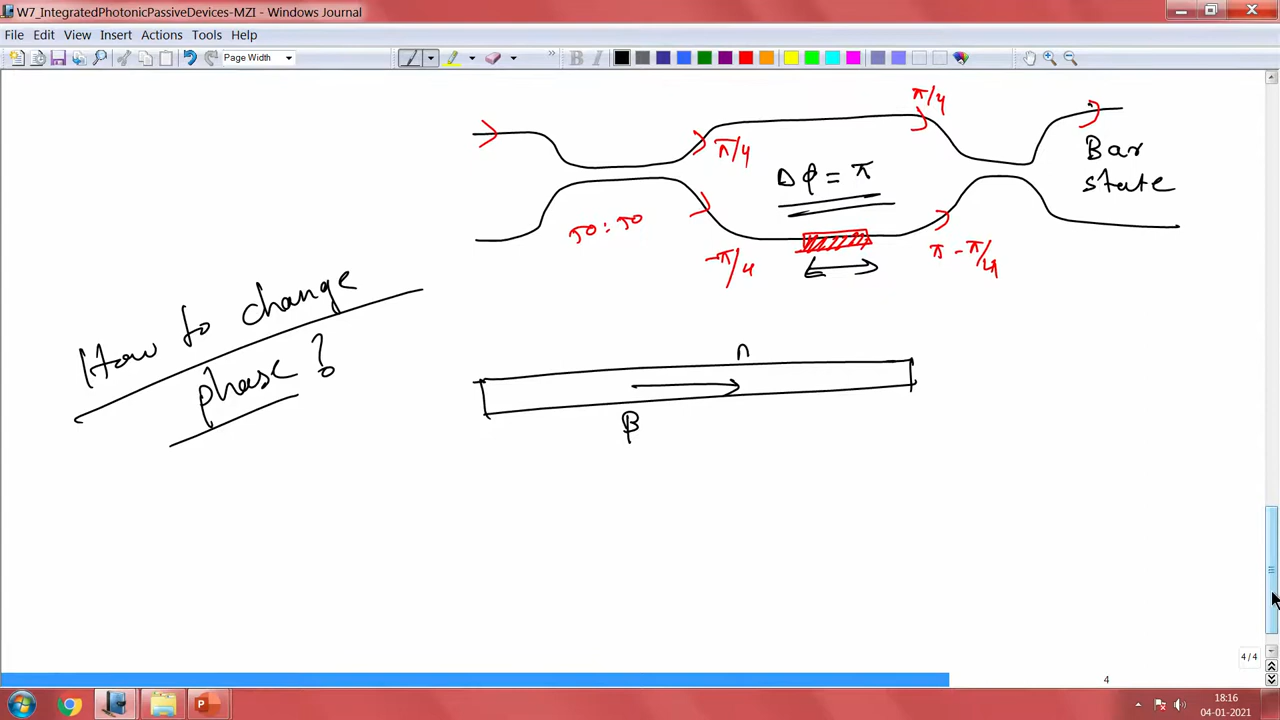 W7_IntegratedPhotonicPassiveDevices-MZI - Windows Journal
File Edit View Insert Actions Tools Help
Page Width
B I
π/4
π/4
Δφ = π
Bar
state
50:50
-π/4
π - π/4
How to change
phase?
n
β
4/4
4
18:16
04-01-2021